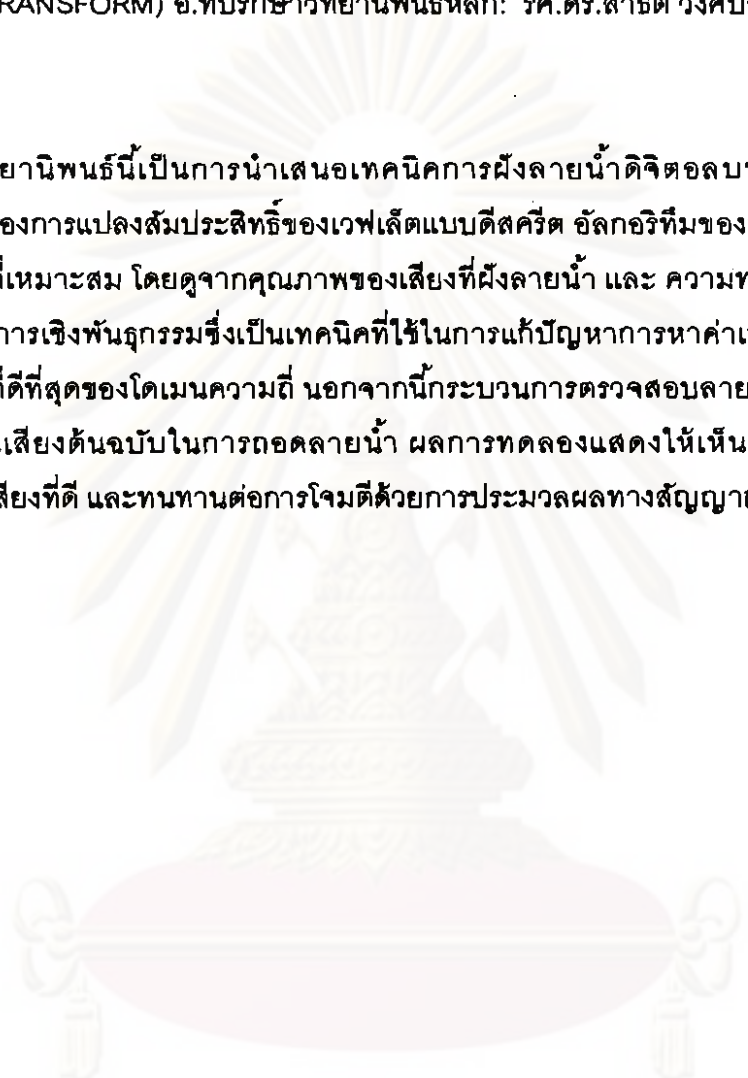 RANSFORM) อ.ที่ปรึกษาวิทยานิพนธ์หลัก: รศ.ดร.สาธิต
ยานิพนธ์นี้เป็นการนำเสนอเทคนิคการฝังลายน้ำดิจิตอลบ
องการแปลงสัมประสิทธิ์ของเวฟเล็ตแบบดีสครีต อัลกอริทึมของ
ที่เหมาะสม โดยดูจากคุณภาพของเสียงที่ฝังลายน้ำ และ ความท
การเชิงพันธุกรรมซึ่งเป็นเทคนิคที่ใช้ในการแก้ปัญหาการหาค่าเ
ที่ดีที่สุดของโดเมนความถี่ นอกจากนี้กระบวนการตรวจสอบลาย
เสียงต้นฉบับในการถอดลายน้ำ ผลการทดลองแสดงให้เห็น
สียงที่ดี และทนทานต่อการโจมตีด้วยการประมวลผลทางสัญญา